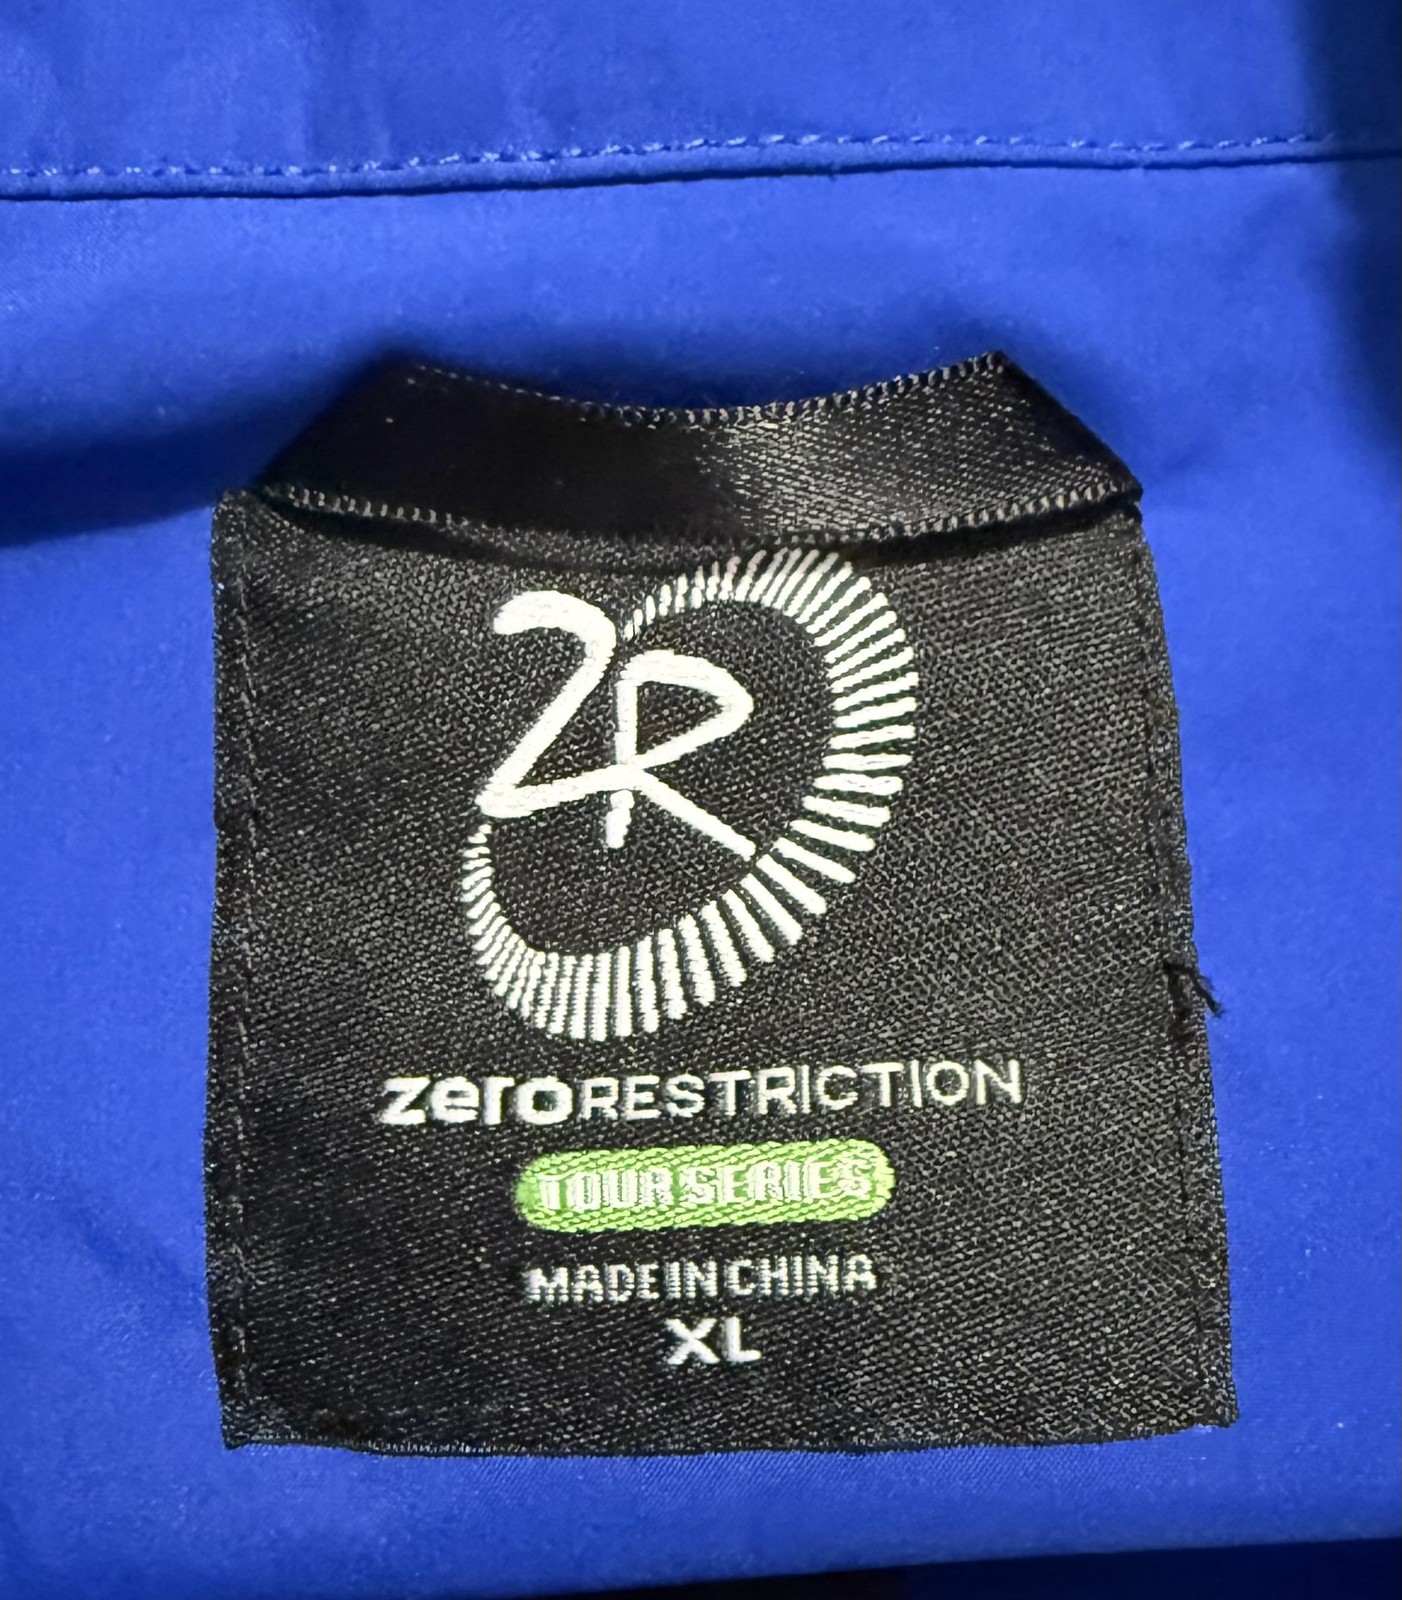 ZR
zeroRESTRICTION
TOUR SERIES
MADE IN CHINA
XL